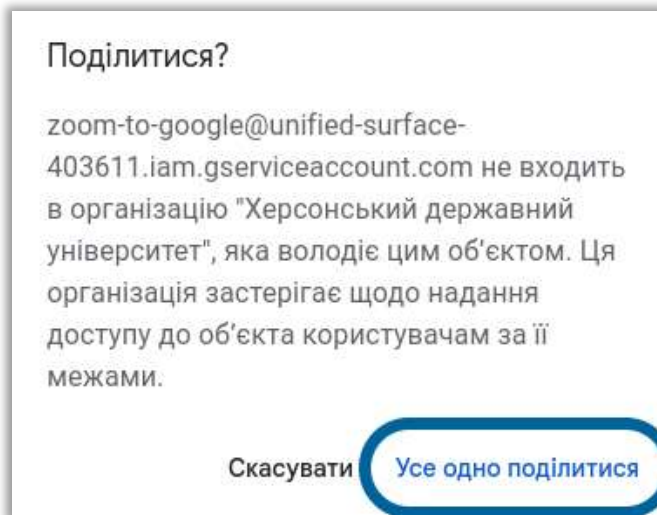 Поділитися?
zoom-to-google@unified-surface-
403611.iam.gserviceaccount.com не входить
в організацію "Херсонський державний
університет", яка володіє цим об’єктом. Ця
організація застерігає щодо надання
доступу до об’єкта користувачам за її
межами.
Скасувати Усе одно поділитися